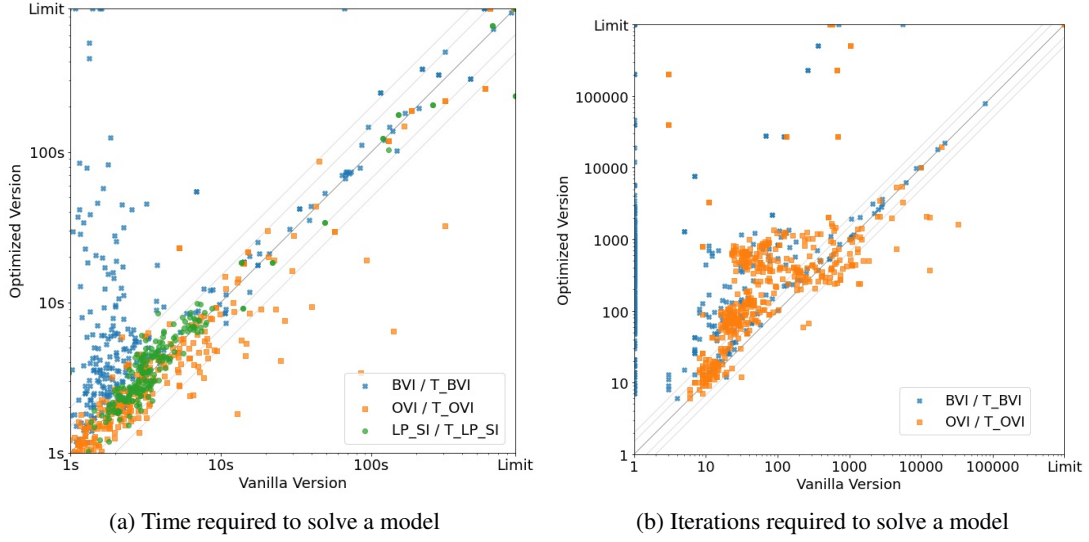 Limit
100s
10s
1s
Optimized Version
1s
10s
100s
Limit
Vanilla Version
BVI / T_BVI
OVI / T_OVI
LP_SI / T_LP_SI
(a) Time required to solve a model
Limit
100000
10000
1000
100
10
1
Optimized Version
1
10
100
1000
10000
100000
Limit
Vanilla Version
BVI / T_BVI
OVI / T_OVI
(b) Iterations required to solve a model